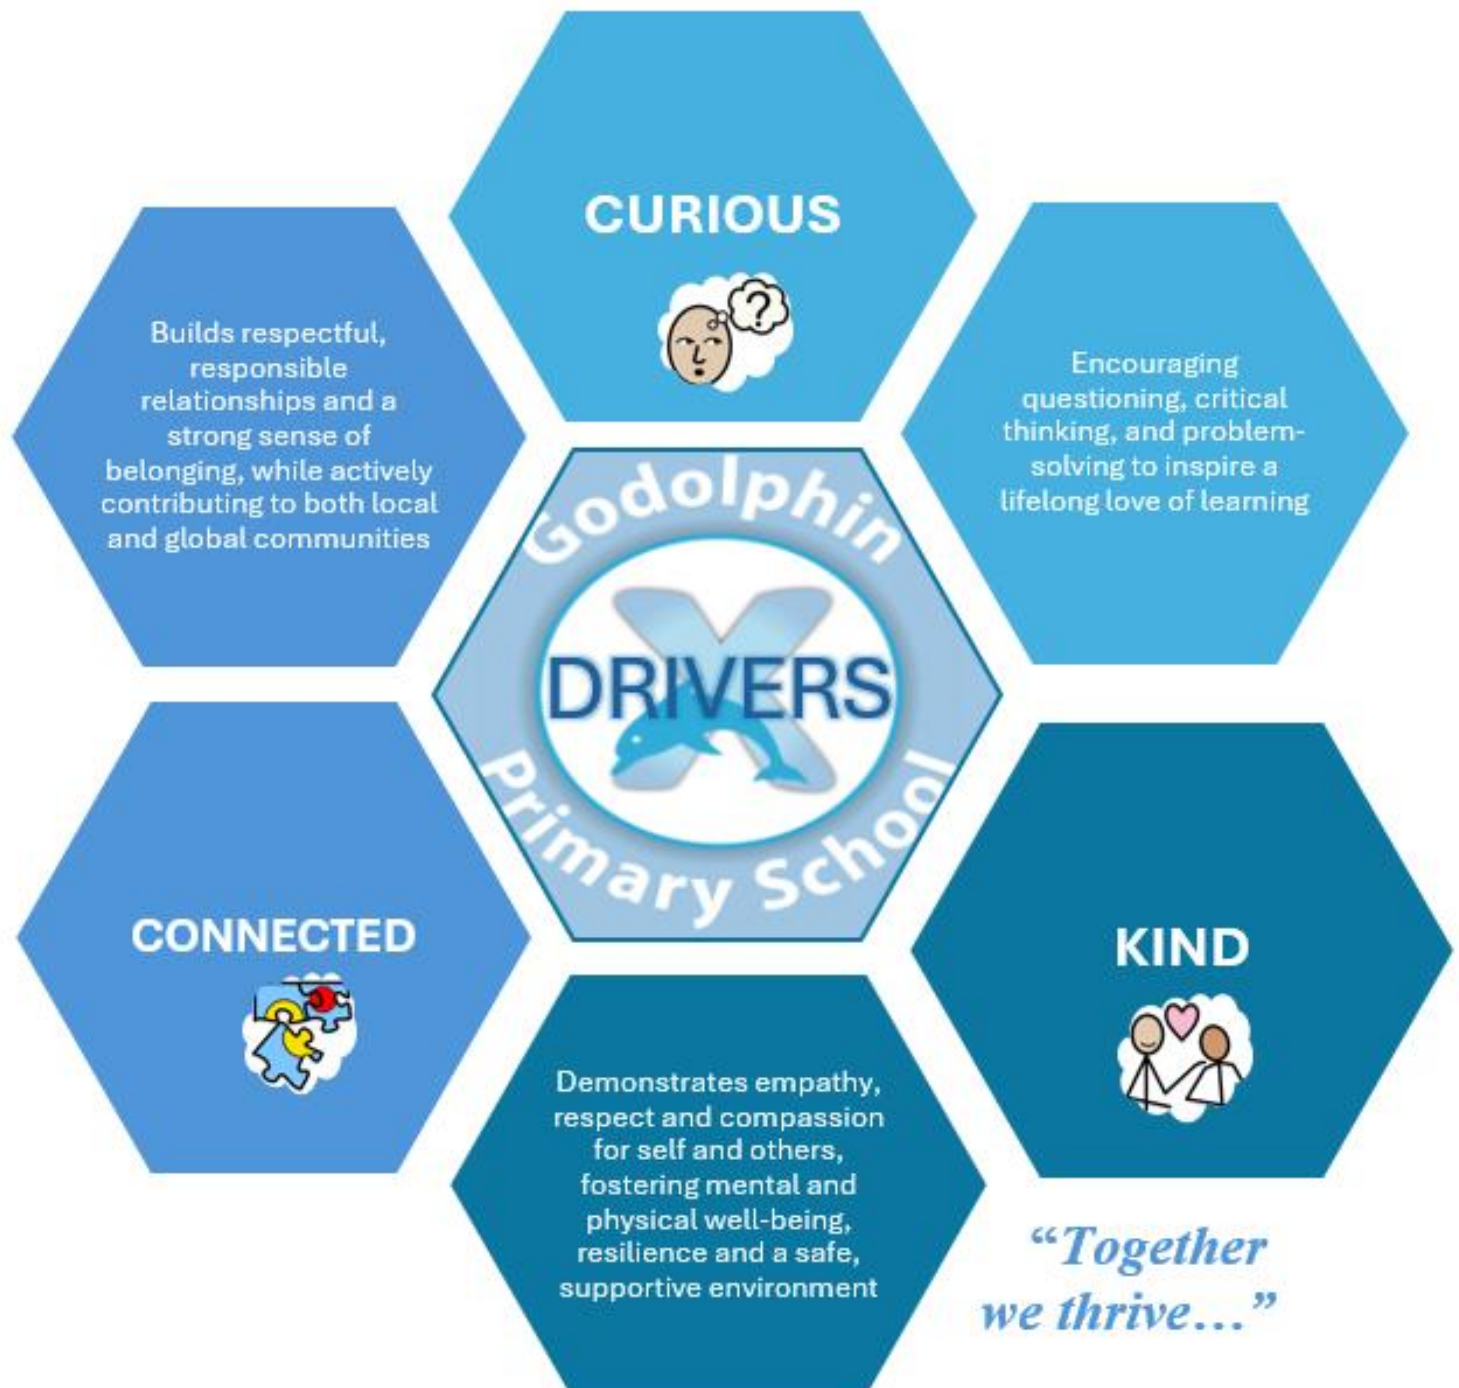 CURIOUS
?
Encouraging
questioning, critical
thinking, and problem-
solving to inspire a
lifelong love of learning
Builds respectful,
responsible
relationships and a
strong sense of
belonging, while actively
contributing to both local
and global communities
Godolphin
X
DRIVERS
Primary School
CONNECTED
KIND
Demonstrates empathy,
respect and compassion
for self and others,
fostering mental and
physical well-being,
resilience and a safe,
supportive environment
“Together
we thrive…”